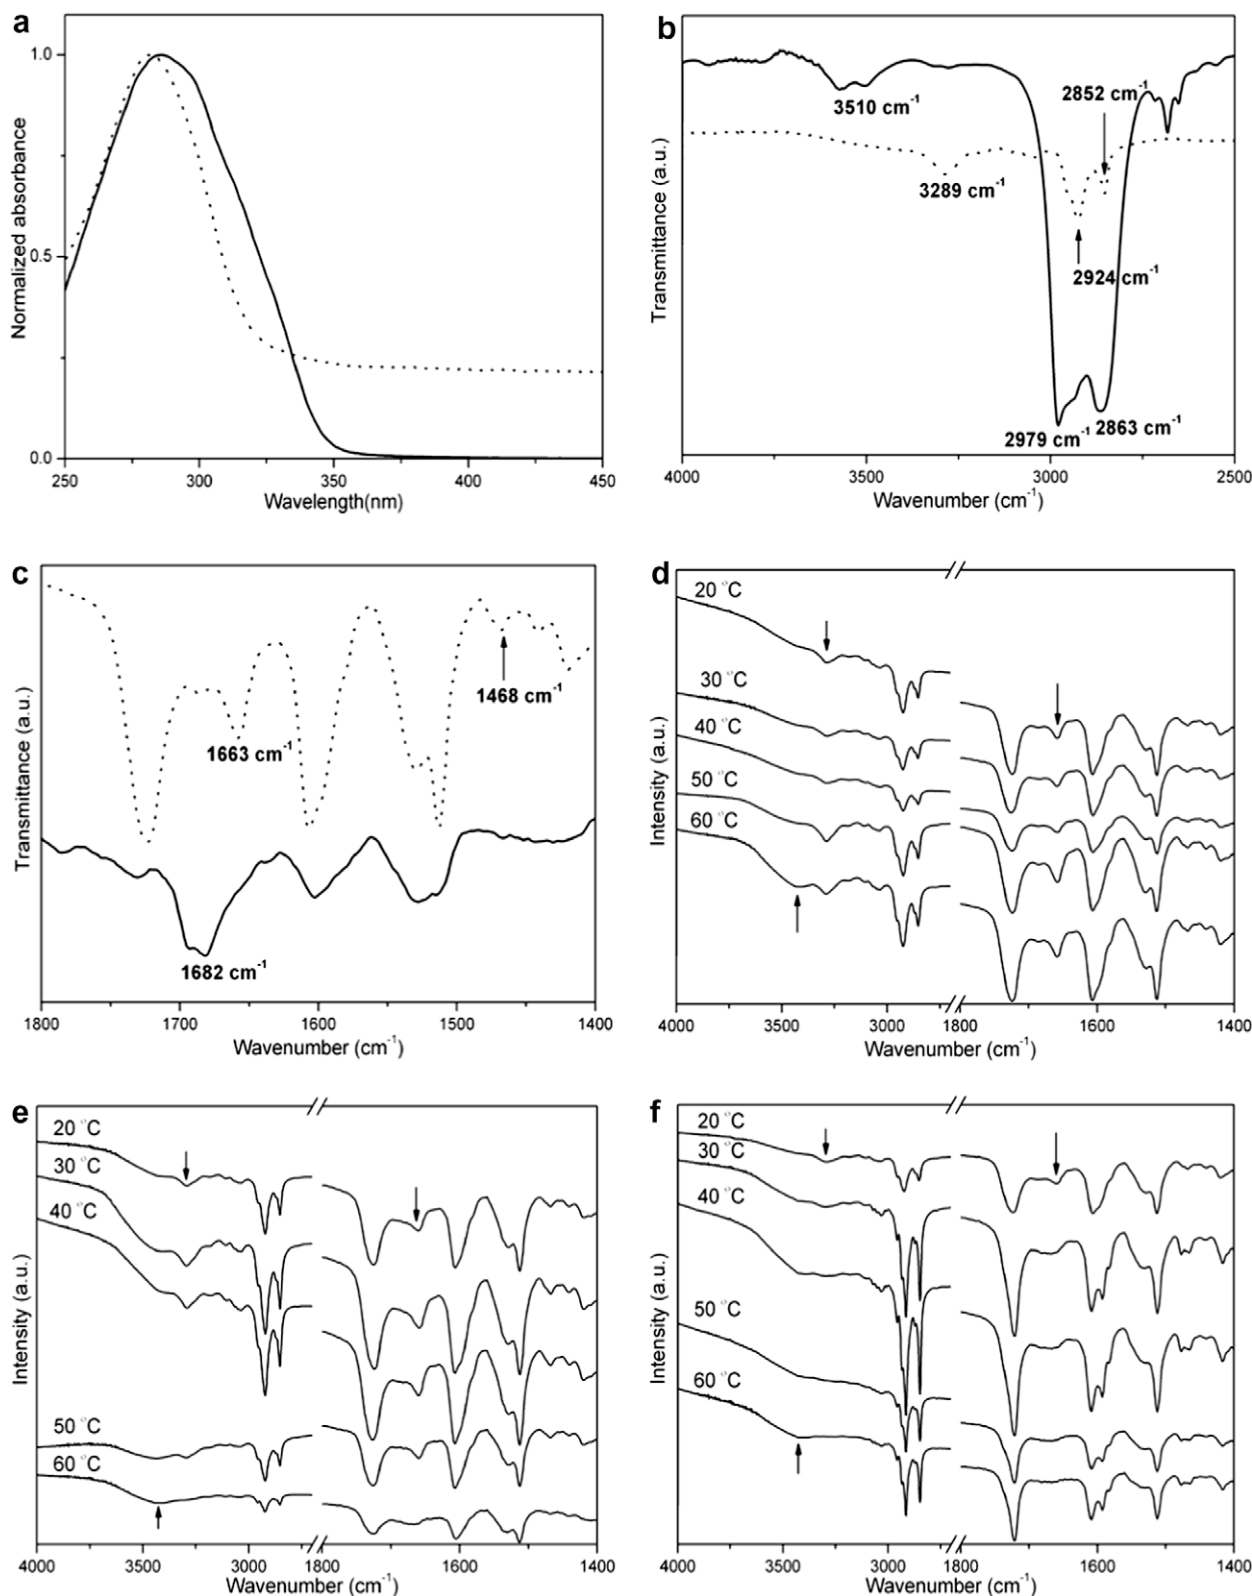 a
1.0
0.5
0.0
Normalized absorbance
250 300 350 400 450
Wavelength(nm)
b
3510 cm⁻¹
2852 cm⁻¹
3289 cm⁻¹
2924 cm⁻¹
2979 cm⁻¹
2863 cm⁻¹
Transmittance (a.u.)
4000 3500 3000 2500
Wavenumber (cm⁻¹)
c
1468 cm⁻¹
1663 cm⁻¹
1682 cm⁻¹
Transmittance (a.u.)
1800 1700 1600 1500 1400
Wavenumber (cm⁻¹)
d
20 °C
30 °C
40 °C
50 °C
60 °C
Intensity (a.u.)
4000 3500 3000 1800 1600 1400
Wavenumber (cm⁻¹)
e
20 °C
30 °C
40 °C
50 °C
60 °C
Intensity (a.u.)
4000 3500 3000 1800 1600 1400
Wavenumber (cm⁻¹)
f
20 °C
30 °C
40 °C
50 °C
60 °C
Intensity (a.u.)
4000 3500 3000 1800 1600 1400
Wavenumber (cm⁻¹)